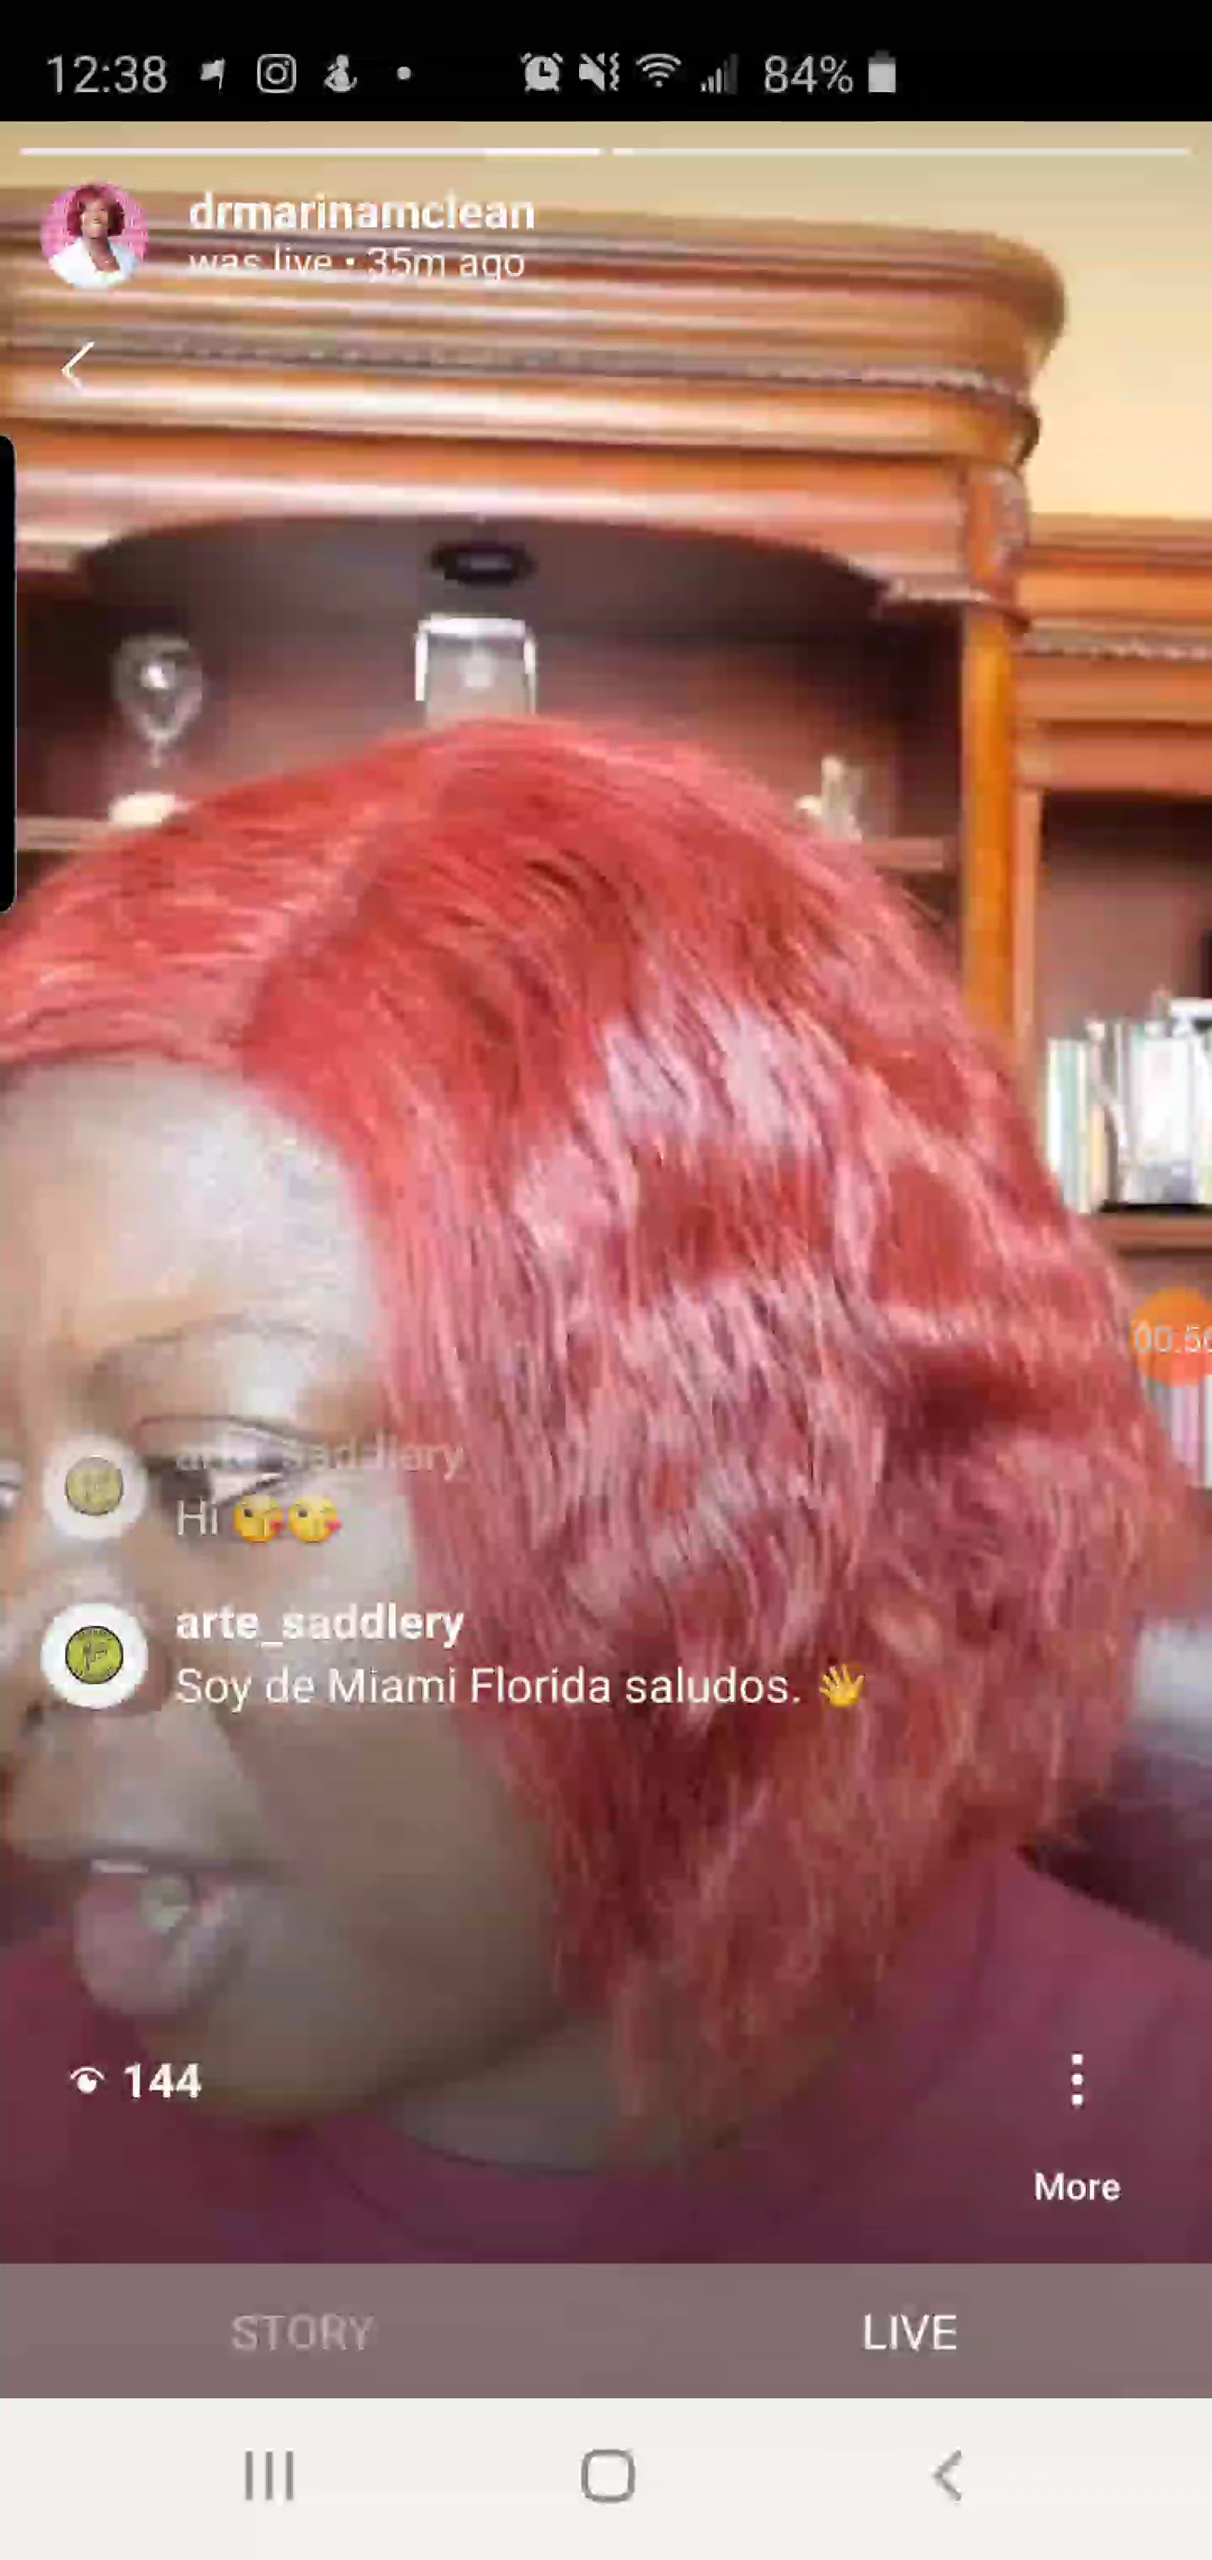 12:38 84%
drmarinamclean
was live • 35m ago
arte_saddlery
Hi 😘😘
arte_saddlery
Soy de Miami Florida saludos. 👋
144
More
STORY LIVE